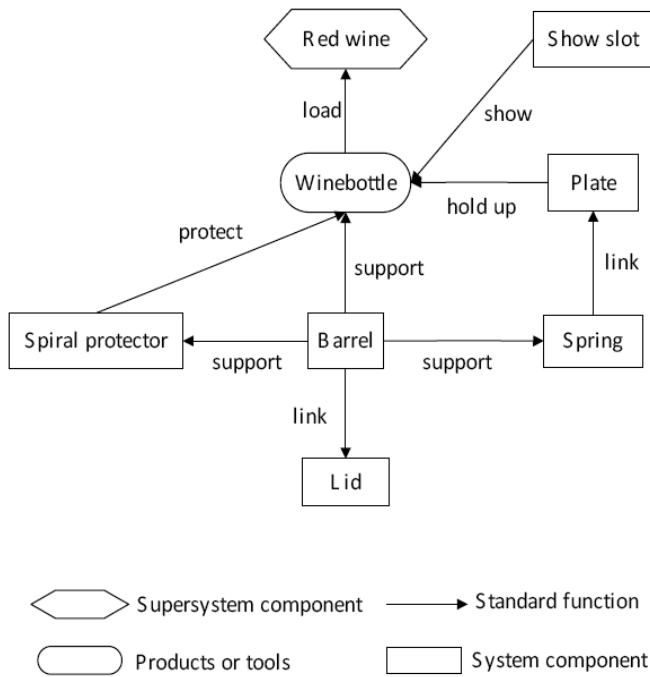 Red wine
Show slot
load
show
Winebottle
Plate
hold up
protect
support
link
Spiral protector
Barrel
Spring
support
support
link
Lid
Supersystem component
Standard function
Products or tools
System component